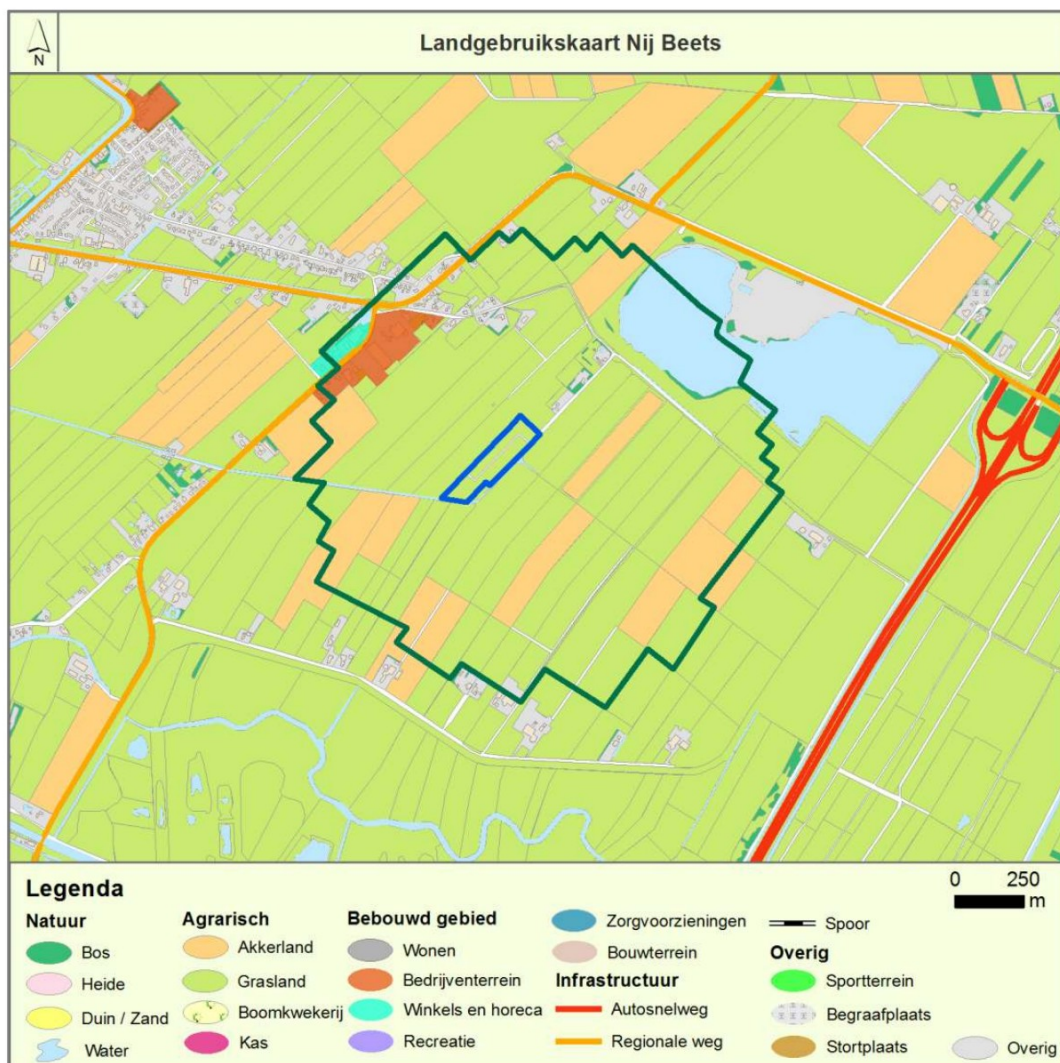 N
Landgebruikskaart Nij Beets
Legenda
Natuur
Bos
Heide
Duin / Zand
Water
Agrarisch
Akkerland
Grasland
Boomkwekerij
Kas
Bebouwd gebied
Wonen
Bedrijventerrein
Winkels en horeca
Recreatie
Zorgvoorzieningen
Bouwterrein
Infrastructuur
Autosnelweg
Regionale weg
0 250
m
Spoor
Overig
Sportterrein
Begraafplaats
Stortplaats
Overig